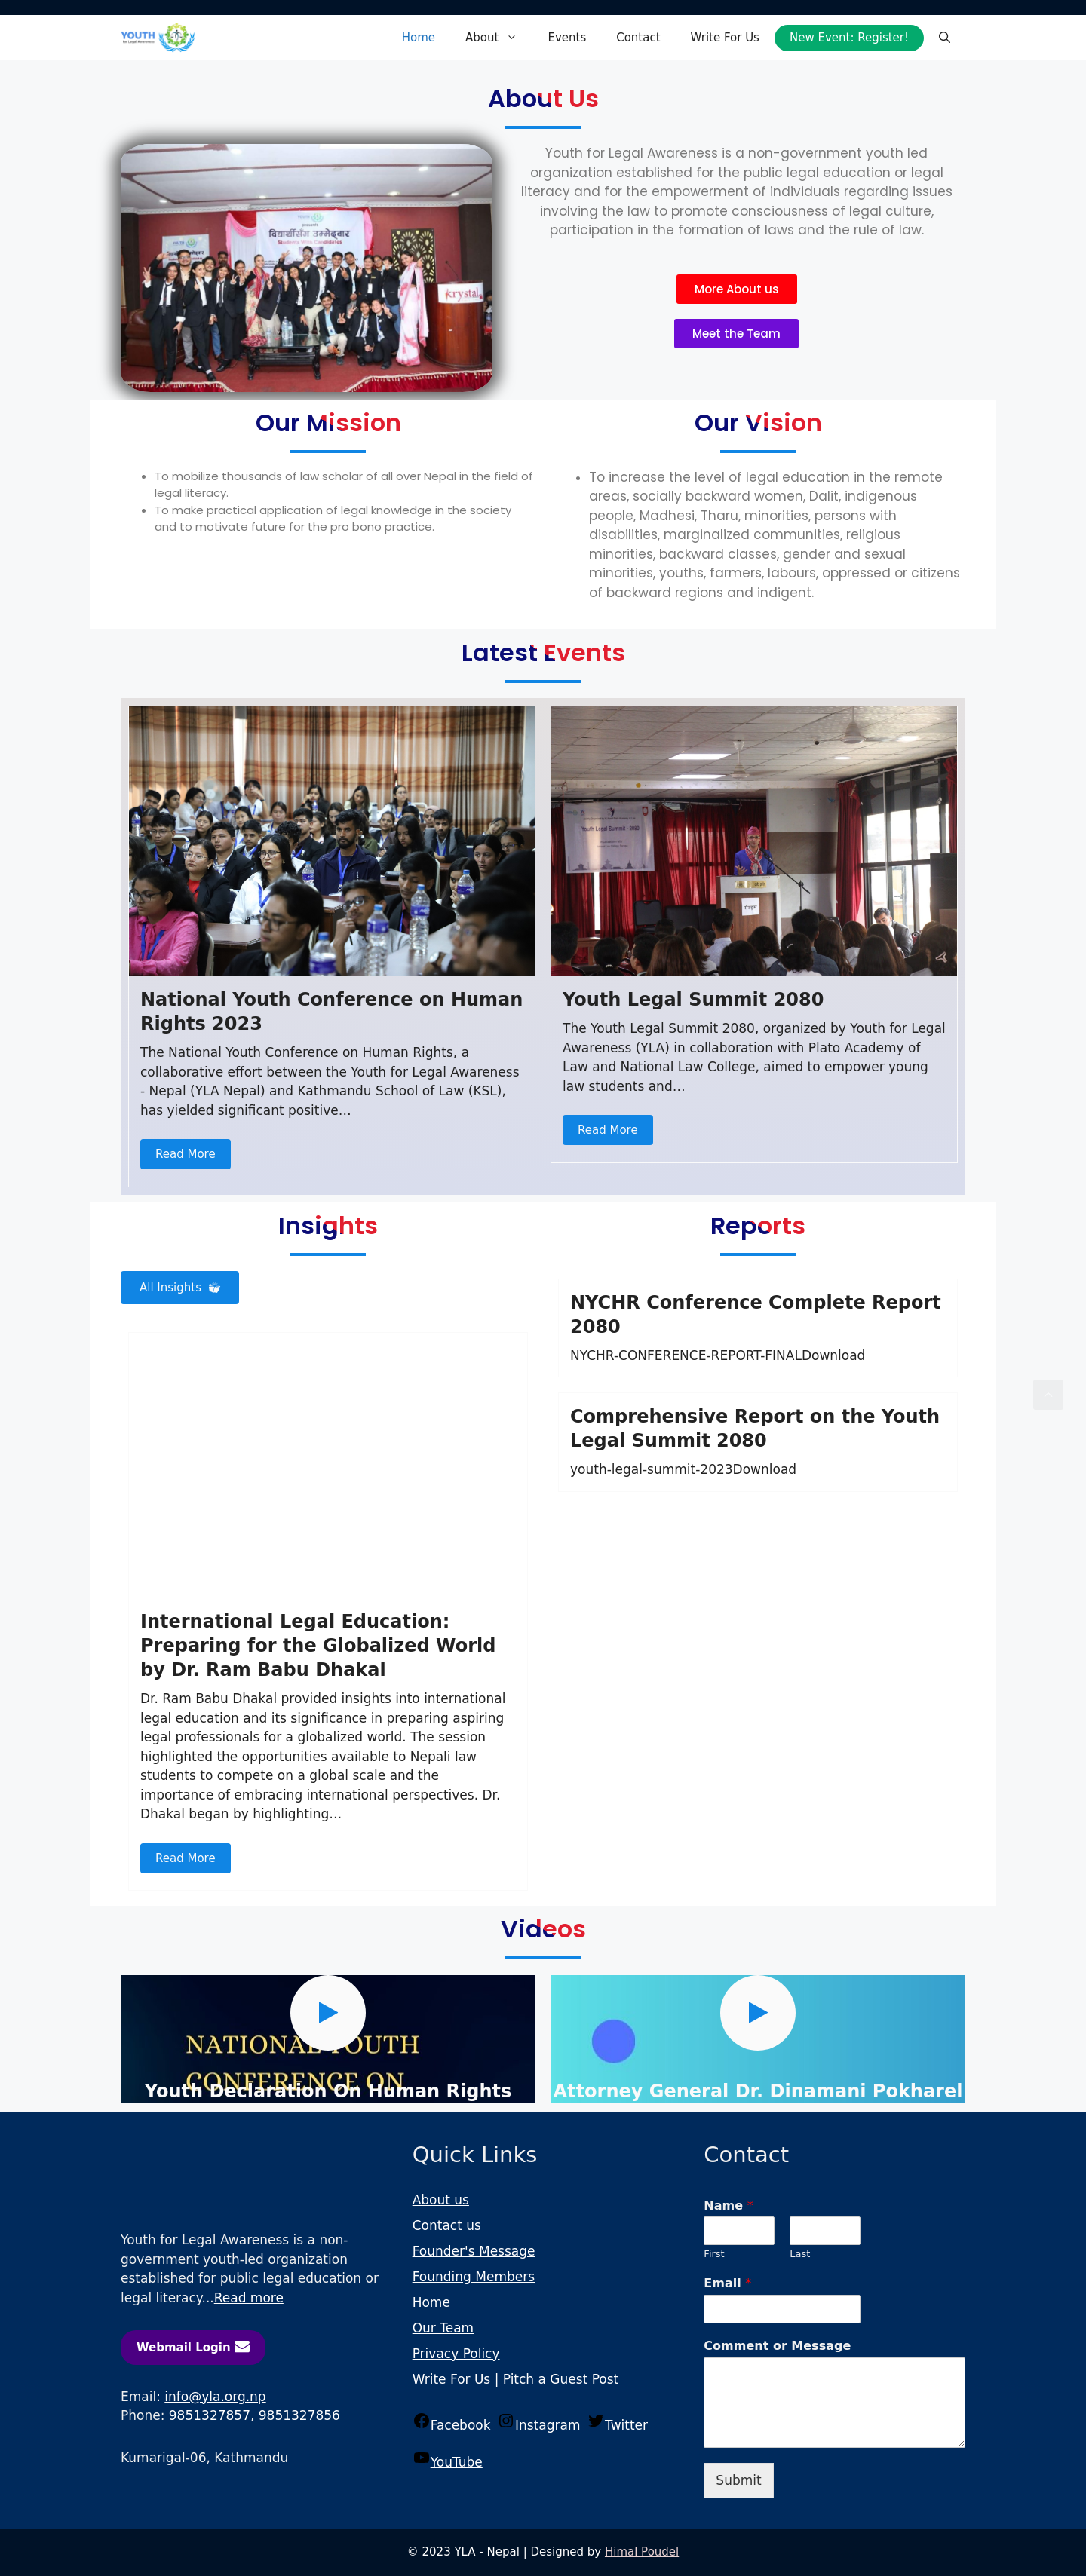 YOUTH
For Legal Awareness
Home
About
Events
Contact
Write For Us
New Event: Register!
About Us
विद्यार्थीसँग उम्मेदवार
krystal
Youth for Legal Awareness is a non-government youth led
organization established for the public legal education or legal
literacy and for the empowerment of individuals regarding issues
involving the law to promote consciousness of legal culture,
participation in the formation of laws and the rule of law.
More About us
Meet the Team
Our Mission
• To mobilize thousands of law scholar of all over Nepal in the field of
legal literacy.
• To make practical application of legal knowledge in the society
and to motivate future for the pro bono practice.
Our Vision
• To increase the level of legal education in the remote
areas, socially backward women, Dalit, indigenous
people, Madhesi, Tharu, minorities, persons with
disabilities, marginalized communities, religious
minorities, backward classes, gender and sexual
minorities, youths, farmers, labours, oppressed or citizens
of backward regions and indigent.
Latest Events
Youth Legal Summit - 2080
National Youth Conference on Human
Rights 2023
The National Youth Conference on Human Rights, a
collaborative effort between the Youth for Legal Awareness
- Nepal (YLA Nepal) and Kathmandu School of Law (KSL),
has yielded significant positive…
Read More
Youth Legal Summit 2080
The Youth Legal Summit 2080, organized by Youth for Legal
Awareness (YLA) in collaboration with Plato Academy of
Law and National Law College, aimed to empower young
law students and…
Read More
Insights
All Insights
International Legal Education:
Preparing for the Globalized World
by Dr. Ram Babu Dhakal
Dr. Ram Babu Dhakal provided insights into international
legal education and its significance in preparing aspiring
legal professionals for a globalized world. The session
highlighted the opportunities available to Nepali law
students to compete on a global scale and the
importance of embracing international perspectives. Dr.
Dhakal began by highlighting…
Read More
Reports
NYCHR Conference Complete Report
2080
NYCHR-CONFERENCE-REPORT-FINALDownload
Comprehensive Report on the Youth
Legal Summit 2080
youth-legal-summit-2023Download
Videos
NATIONAL YOUTH
CONFERENCE ON
Youth Declaration On Human Rights
Attorney General Dr. Dinamani Pokharel
Youth for Legal Awareness is a non-
government youth-led organization
established for public legal education or
legal literacy...Read more
Webmail Login
Email: info@yla.org.np
Phone: 9851327857, 9851327856
Kumarigal-06, Kathmandu
Quick Links
About us
Contact us
Founder's Message
Founding Members
Home
Our Team
Privacy Policy
Write For Us | Pitch a Guest Post
Facebook Instagram Twitter
YouTube
Contact
Name *
First
Last
Email *
Comment or Message
Submit
© 2023 YLA - Nepal | Designed by Himal Poudel